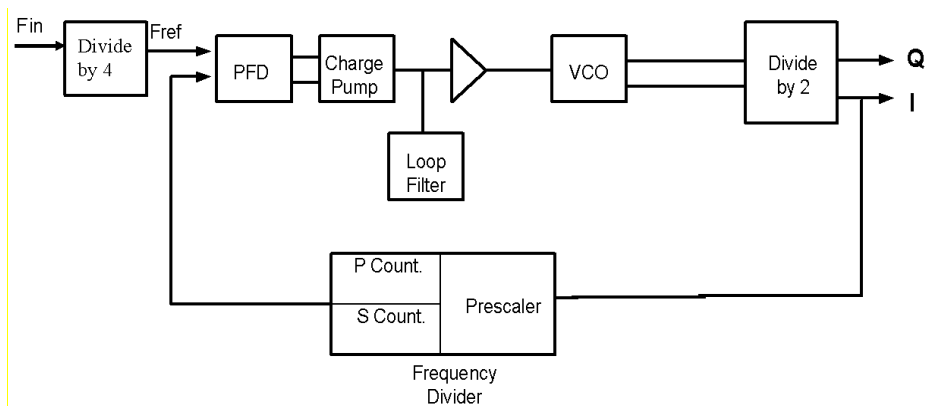 Fin
Divide
by 4
Fref
PFD
Charge
Pump
VCO
Divide
by 2
Q
I
Loop
Filter
P Count.
S Count.
Prescaler
Frequency
Divider